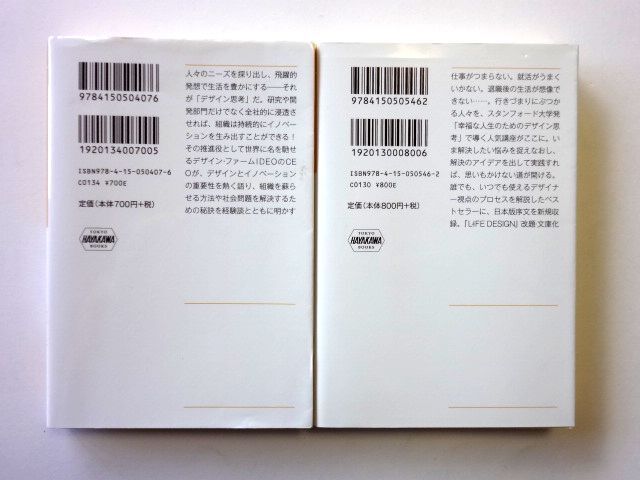 9784150504076
1920134007005
ISBN978-4-15-050407-6
C0134 ¥700E
定価(本体700円+税)
TOKYO
HAYAKAWA
BOOKS
人々のニーズを探り出し、飛躍的
発想で生活を豊かにする——それ
が「デザイン思考」だ。研究や開
発部門だけでなく全社的に浸透さ
せれば、組織は持続的にイノベー
ションを生み出すことができる!
その推進役として世界に名を馳せ
るデザイン・ファームIDEOのCE
Oが、デザインとイノベーション
の重要性を熱く語り、組織を蘇ら
せる方法や社会問題を解決するた
めの秘訣を経験談とともに明かす
9784150505462
1920130008006
ISBN978-4-15-050546-2
C0130 ¥800E
定価(本体800円+税)
TOKYO
HAYAKAWA
BOOKS
仕事がつまらない。就活がうまく
いかない。退職後の生活が想像
できない……。行きづまりにぶつか
る人々を、スタンフォード大学発
「幸福な人生のためのデザイン思
考」で導く人気講座がここに。い
ま解決したい悩みを捉えなおし、
解決のアイデアを出して実践すれ
ば、思いもかけない道が開ける。
誰でも、いつでも使えるデザイナ
ー視点のプロセスを解説したベス
トセラーに、日本版序文を新規収
録。『LIFE DESIGN』改題・文庫化